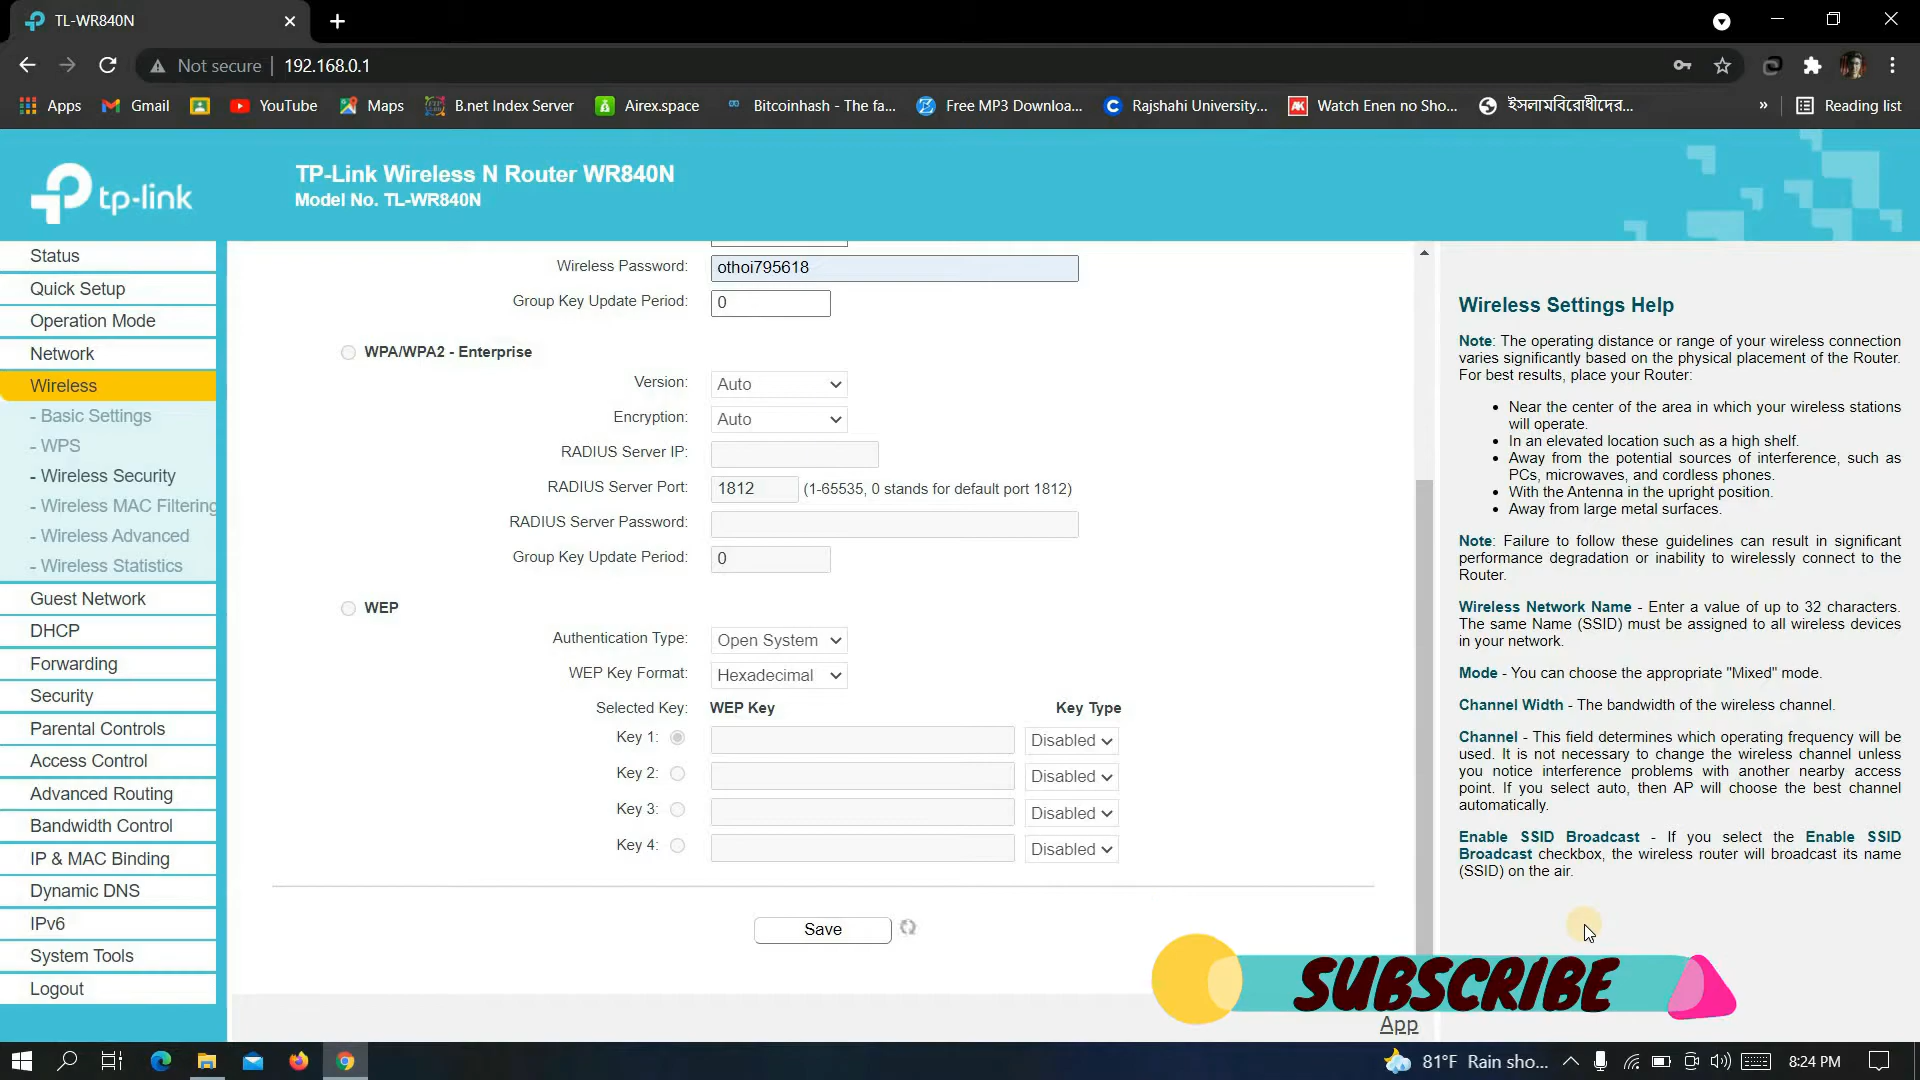 TL-WR840N
Not secure
192.168.0.1
Apps
Gmail
YouTube
Maps
B.net Index Server
Airex.space
Bitcoinhash - The fa...
Free MP3 Downloa...
Rajshahi University...
Watch Enen no Sho...
ইসলামবিরোধীদের...
»
Reading list
tp-link
TP-Link Wireless N Router WR840N
Model No. TL-WR840N
Status
Quick Setup
Operation Mode
Network
Wireless
- Basic Settings
- WPS
- Wireless Security
- Wireless MAC Filtering
- Wireless Advanced
- Wireless Statistics
Guest Network
DHCP
Forwarding
Security
Parental Controls
Access Control
Advanced Routing
Bandwidth Control
IP & MAC Binding
Dynamic DNS
IPv6
System Tools
Logout
Wireless Password: othoi795618
Group Key Update Period: 0
WPA/WPA2 - Enterprise
Version: Auto
Encryption: Auto
RADIUS Server IP:
RADIUS Server Port: 1812 (1-65535, 0 stands for default port 1812)
RADIUS Server Password:
Group Key Update Period: 0
WEP
Authentication Type: Open System
WEP Key Format: Hexadecimal
Selected Key: WEP Key Key Type
Key 1: Disabled
Key 2: Disabled
Key 3: Disabled
Key 4: Disabled
Save
Wireless Settings Help
Note: The operating distance or range of your wireless connection
varies significantly based on the physical placement of the Router.
For best results, place your Router:
• Near the center of the area in which your wireless stations
will operate.
• In an elevated location such as a high shelf.
• Away from the potential sources of interference, such as
PCs, microwaves, and cordless phones.
• With the Antenna in the upright position.
• Away from large metal surfaces.
Note: Failure to follow these guidelines can result in significant
performance degradation or inability to wirelessly connect to the
Router.
Wireless Network Name - Enter a value of up to 32 characters.
The same Name (SSID) must be assigned to all wireless devices
in your network.
Mode - You can choose the appropriate "Mixed" mode.
Channel Width - The bandwidth of the wireless channel.
Channel - This field determines which operating frequency will be
used. It is not necessary to change the wireless channel unless
you notice interference problems with another nearby access
point. If you select auto, then AP will choose the best channel
automatically.
Enable SSID Broadcast - If you select the Enable SSID
Broadcast checkbox, the wireless router will broadcast its name
(SSID) on the air.
SUBSCRIBE
App
81°F Rain sho...
8:24 PM